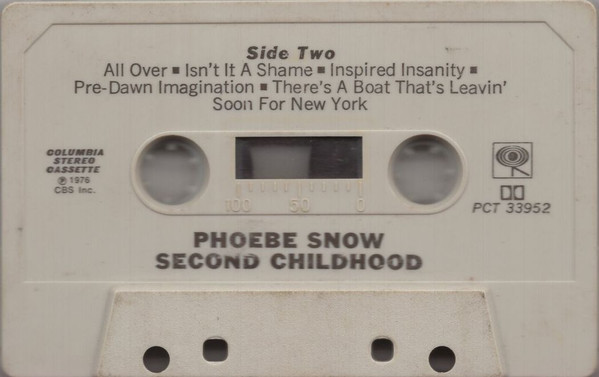 Side Two
All Over ▪ Isn't It A Shame ▪ Inspired Insanity ▪
Pre-Dawn Imagination ▪ There's A Boat That's Leavin'
Soon For New York
COLUMBIA
STEREO
CASSETTE
℗ 1976
CBS Inc.
100 50 0
PCT 33952
PHOEBE SNOW
SECOND CHILDHOOD